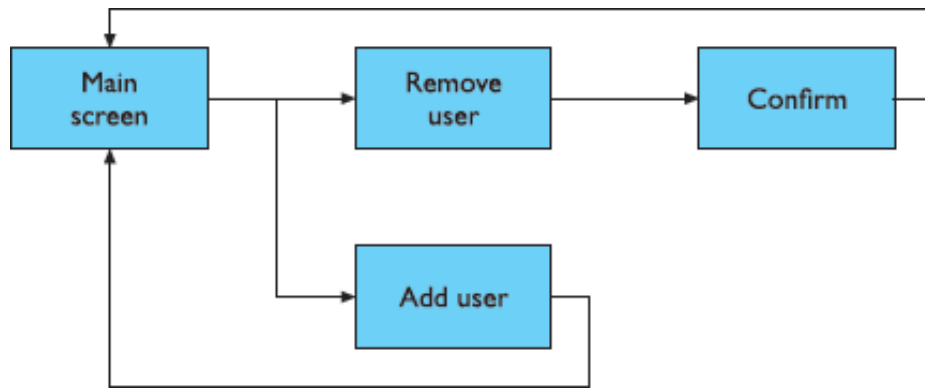 Main
screen
Remove
user
Confirm
Add user